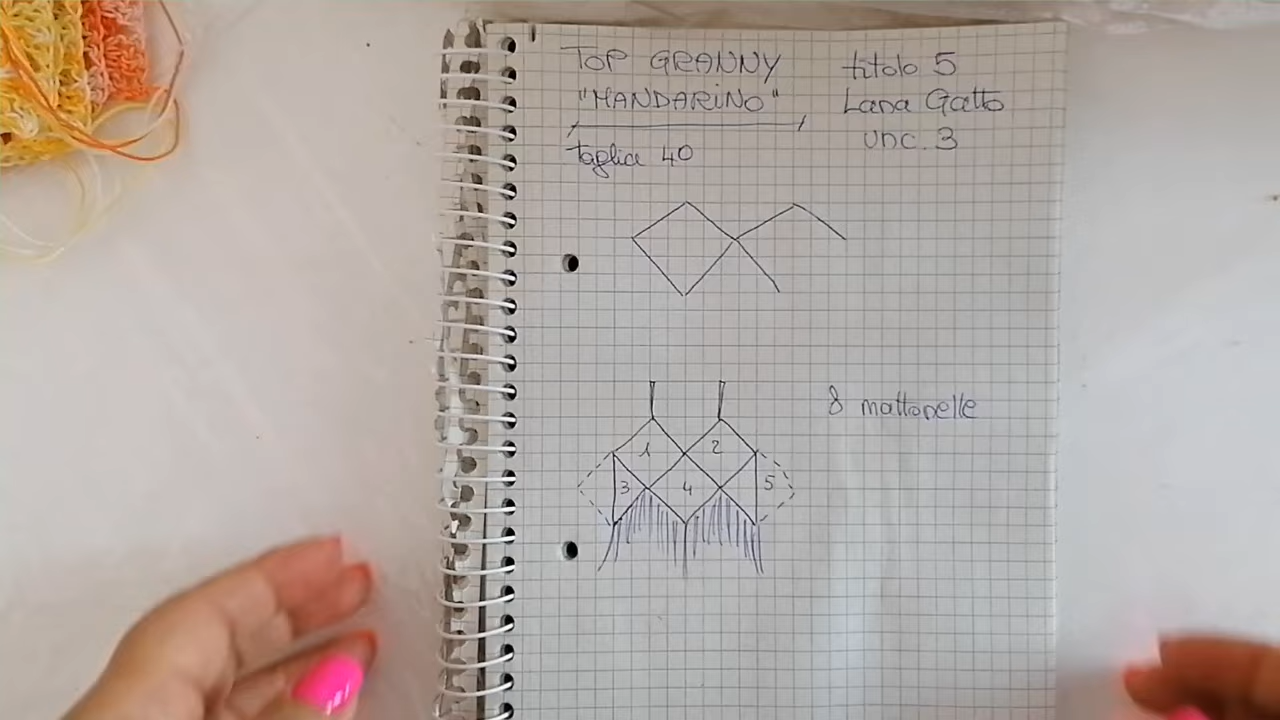 TOP GRANNY
"MANDARINO"
taglia 40
titolo 5
Lana Gatto
unc. 3
8 mattonelle
1 2
3 4 5